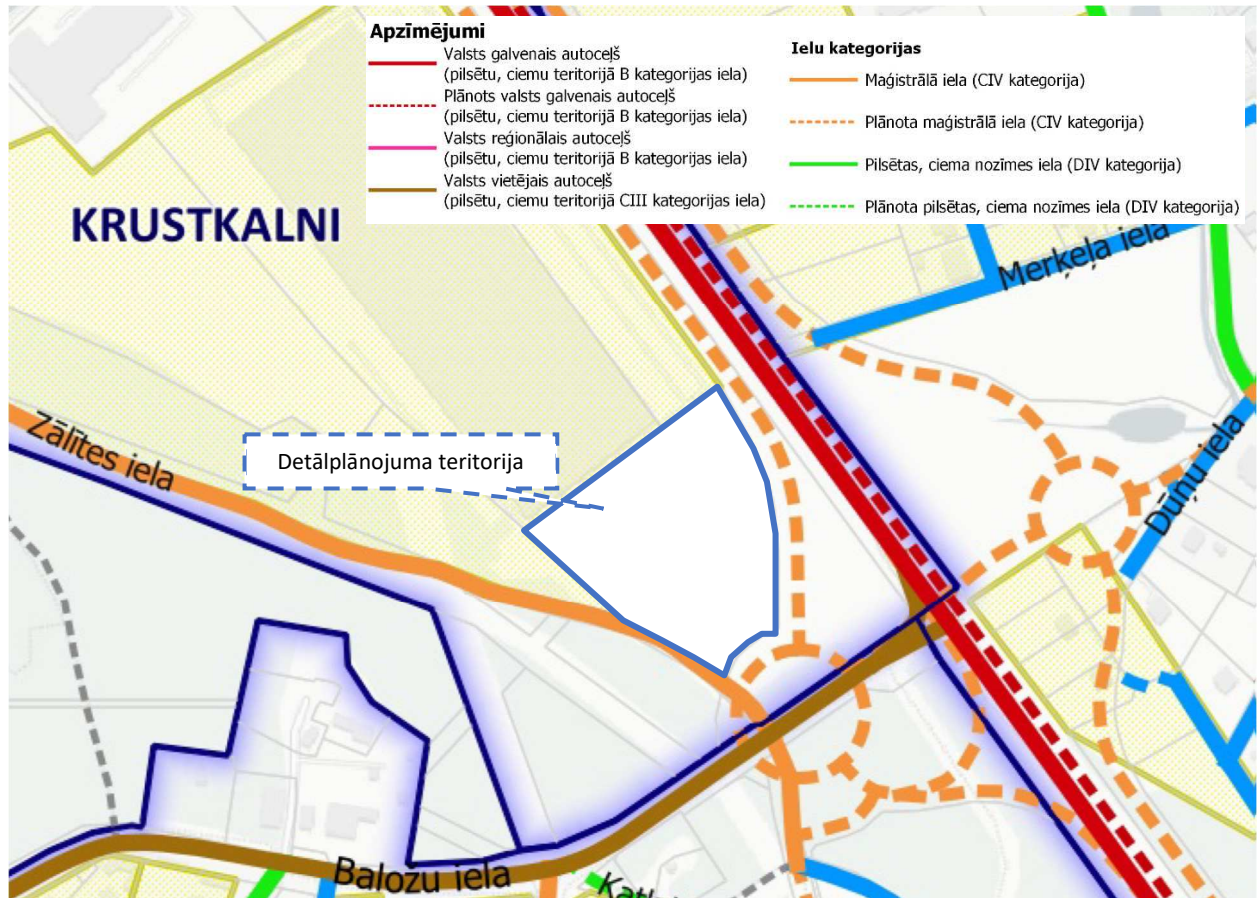 Apzīmējumi
Valsts galvenais autoceļš
(pilsētu, ciemu teritorijā B kategorijas iela)
Plānots valsts galvenais autoceļš
(pilsētu, ciemu teritorijā B kategorijas iela)
Valsts reģionālais autoceļš
(pilsētu, ciemu teritorijā B kategorijas iela)
Valsts vietējais autoceļš
(pilsētu, ciemu teritorijā CIII kategorijas iela)
Ielu kategorijas
Maģistrālā iela (CIV kategorija)
Plānota maģistrālā iela (CIV kategorija)
Pilsētas, ciema nozīmes iela (DIV kategorija)
Plānota pilsētas, ciema nozīmes iela (DIV kategorija)
KRUSTKALNI
Merķeļa iela
Zālītes iela
Detālplānojuma teritorija
Dūņu iela
Baložu iela